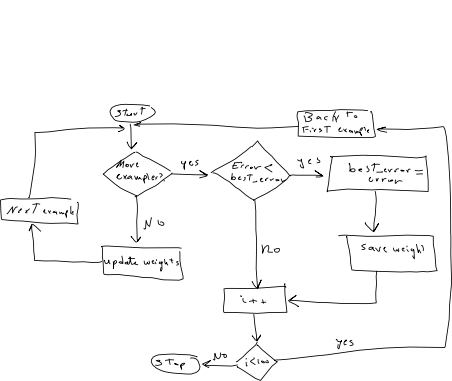 Start
Back to
First example
More
examples?
yes
Error <
best_error
yes
best_error =
error
Next example
No
update weights
no
save weight
i++
i<100
yes
No
Stop